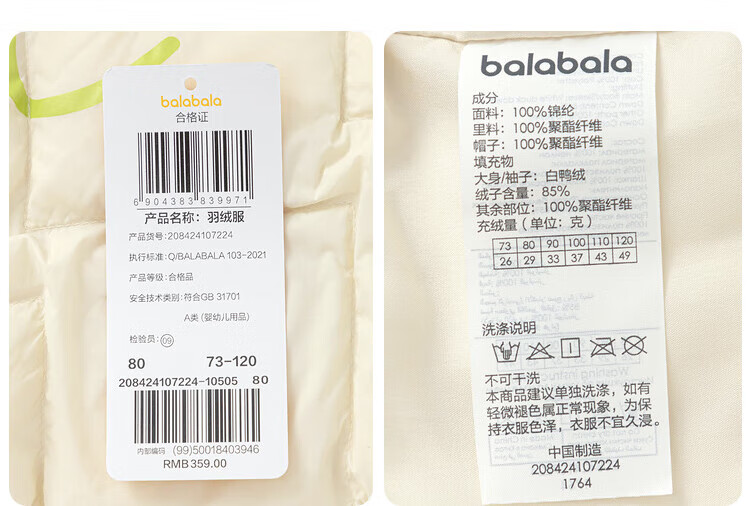 balabala
合格证
6 904383 839971
产品名称：羽绒服
产品货号：208424107224
执行标准：Q/BALABALA 103-2021
产品等级：合格品
安全技术类别：符合GB 31701
A类（婴幼儿用品）
检验员：09
80 73-120
208424107224-10505 80
内部编码 (99)50018403946
RMB 359.00
balabala
成分
面料：100%锦纶
里料：100%聚酯纤维
帽子：100%聚酯纤维
填充物
大身/袖子：白鸭绒
绒子含量：85%
其余部位：100%聚酯纤维
充绒量（单位：克）
73 80 90 100 110 120
26 29 33 37 43 49
洗涤说明
不可干洗
本商品建议单独洗涤，如有
轻微褪色属正常现象，为保
持衣服色泽，衣服不宜久浸。
中国制造
208424107224
1764